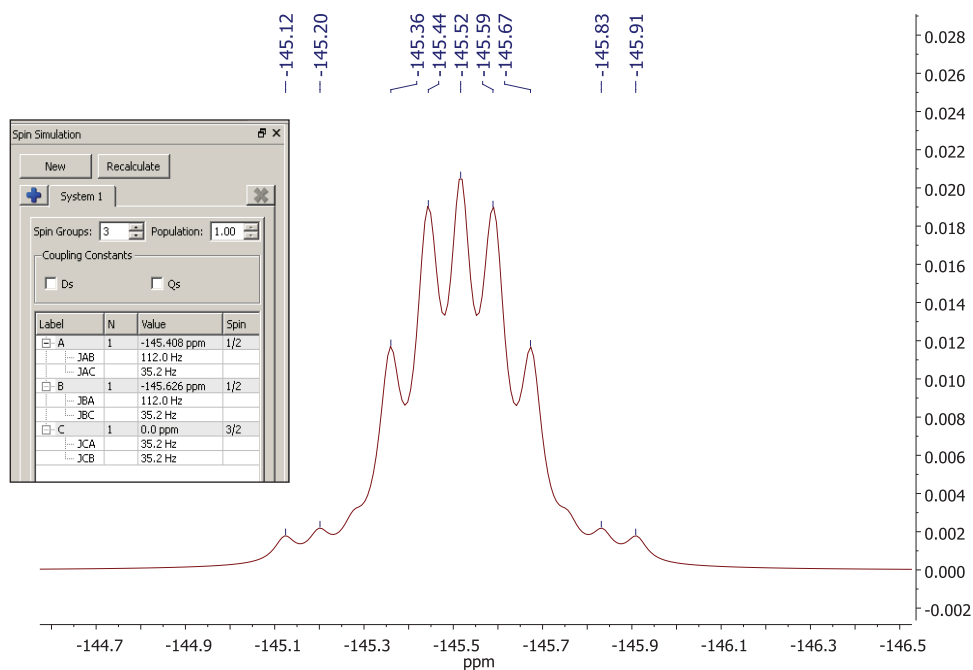 -145.12
-145.20
-145.36
-145.44
-145.52
-145.59
-145.67
-145.83
-145.91
0.028
0.026
0.024
0.022
0.020
0.018
0.016
0.014
0.012
0.010
0.008
0.006
0.004
0.002
0.000
-0.002
Spin Simulation
New Recalculate
System 1
Spin Groups: 3 Population: 1.00
Coupling Constants
Ds Qs
Label N Value Spin
A 1 -145.408 ppm 1/2
JAB 112.0 Hz
JAC 35.2 Hz
B 1 -145.626 ppm 1/2
JBA 112.0 Hz
JBC 35.2 Hz
C 1 0.0 ppm 3/2
JCA 35.2 Hz
JCB 35.2 Hz
-144.7 -144.9 -145.1 -145.3 -145.5 -145.7 -145.9 -146.1 -146.3 -146.5
ppm